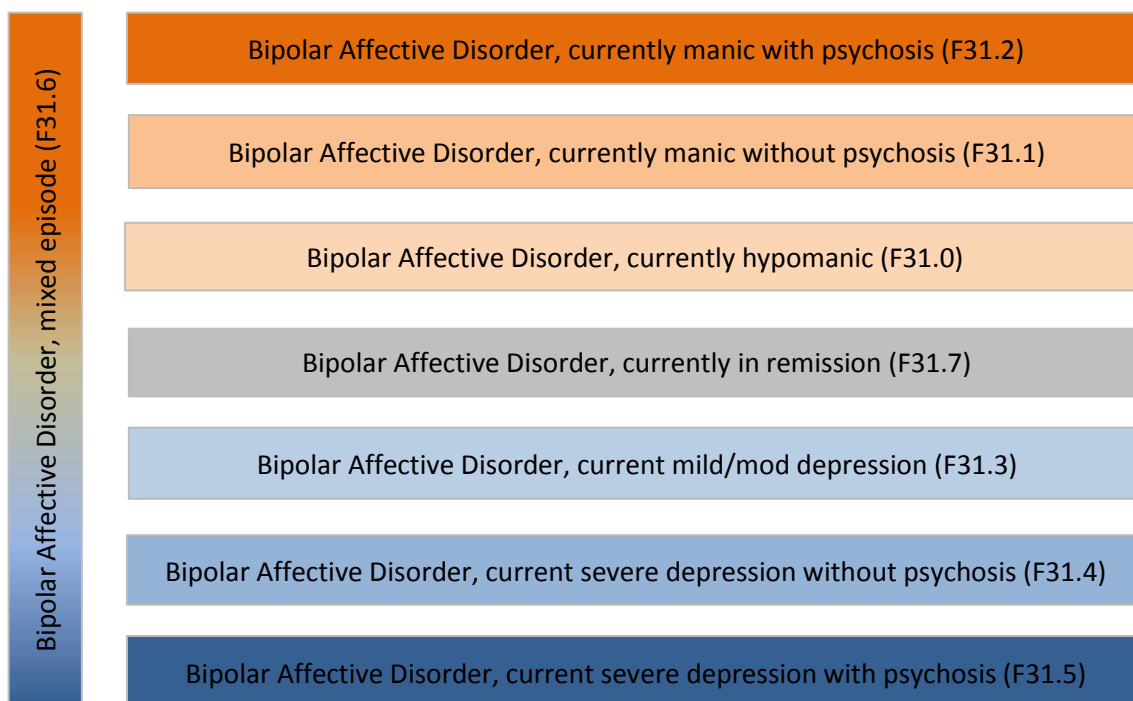 Bipolar Affective Disorder, mixed episode (F31.6)
Bipolar Affective Disorder, currently manic with psychosis (F31.2)
Bipolar Affective Disorder, currently manic without psychosis (F31.1)
Bipolar Affective Disorder, currently hypomanic (F31.0)
Bipolar Affective Disorder, currently in remission (F31.7)
Bipolar Affective Disorder, current mild/mod depression (F31.3)
Bipolar Affective Disorder, current severe depression without psychosis (F31.4)
Bipolar Affective Disorder, current severe depression with psychosis (F31.5)